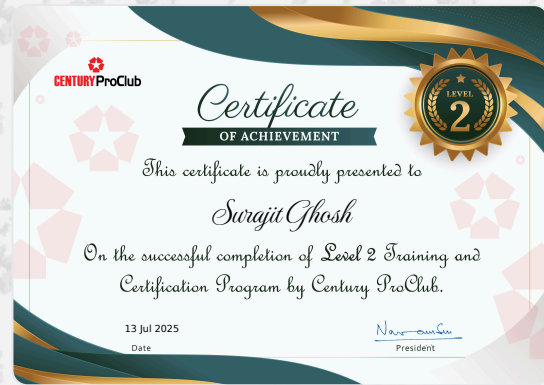 CENTURY ProClub
LEVEL
2
Certificate
OF ACHIEVEMENT
This certificate is proudly presented to
Surajit Ghosh
On the successful completion of Level 2 Training and
Certification Program by Century ProClub.
13 Jul 2025
Date
President